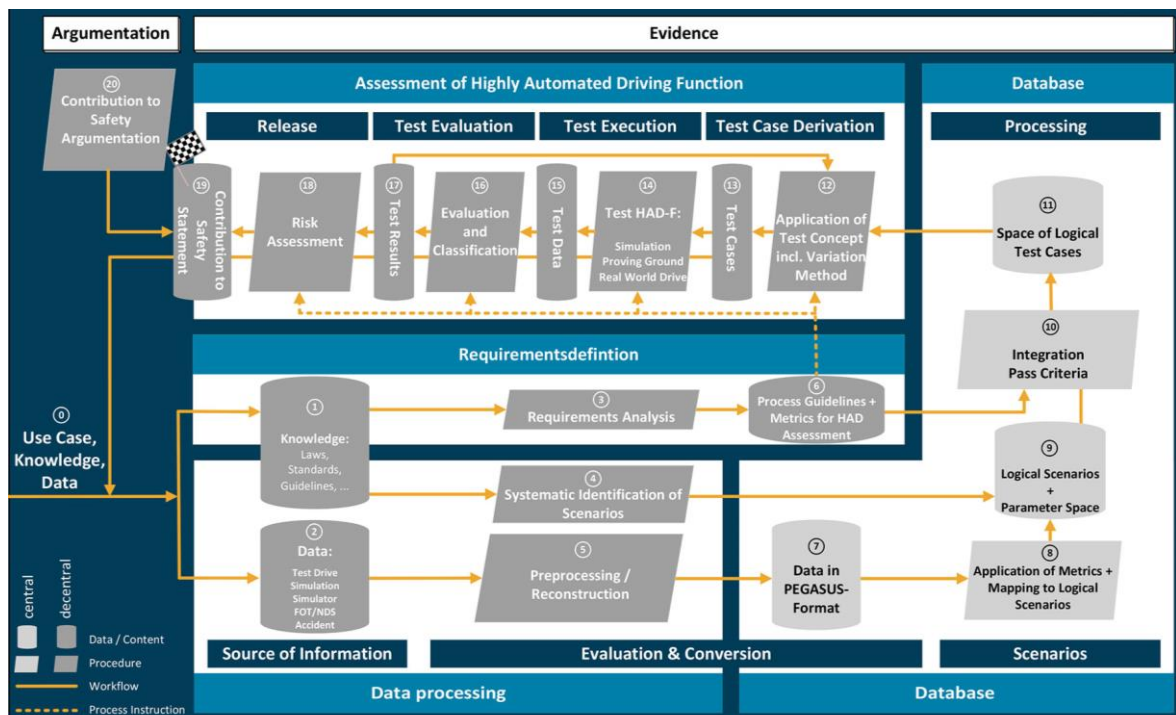 Argumentation
Evidence
⑳
Contribution to
Safety
Argumentation
Assessment of Highly Automated Driving Function
Database
Release
Test Evaluation
Test Execution
Test Case Derivation
Processing
⑲
Contribution to
Safety
Statement
⑱
Risk
Assessment
⑰
Test Results
⑯
Evaluation
and
Classification
⑮
Test Data
⑭
Test HAD-F:
Simulation
Proving Ground
Real World Drive
⑬
Test Cases
⑫
Application of
Test Concept
incl. Variation
Method
⑪
Space of Logical
Test Cases
⑩
Integration
Pass Criteria
Requirementsdefintion
⓪
Use Case,
Knowledge,
Data
①
Knowledge:
Laws,
Standards,
Guidelines, ...
③
Requirements Analysis
⑥
Process Guidelines +
Metrics for HAD
Assessment
④
Systematic Identification of
Scenarios
⑨
Logical Scenarios
+
Parameter Space
②
Data:
Test Drive
Simulation
Simulator
FOT/NDS
Accident
⑤
Preprocessing /
Reconstruction
⑦
Data in
PEGASUS-
Format
⑧
Application of Metrics +
Mapping to Logical
Scenarios
central
decentral
Data / Content
Procedure
Workflow
Process Instruction
Source of Information
Evaluation & Conversion
Scenarios
Data processing
Database